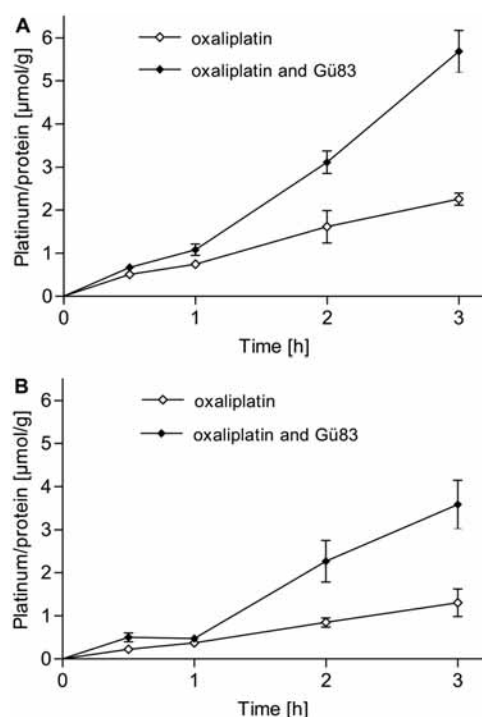 A
oxaliplatin
oxaliplatin and Gü83
Platinum/protein [µmol/g]
6
5
4
3
2
1
0
0 1 2 3
Time [h]
B
oxaliplatin
oxaliplatin and Gü83
Platinum/protein [µmol/g]
6
5
4
3
2
1
0
0 1 2 3
Time [h]